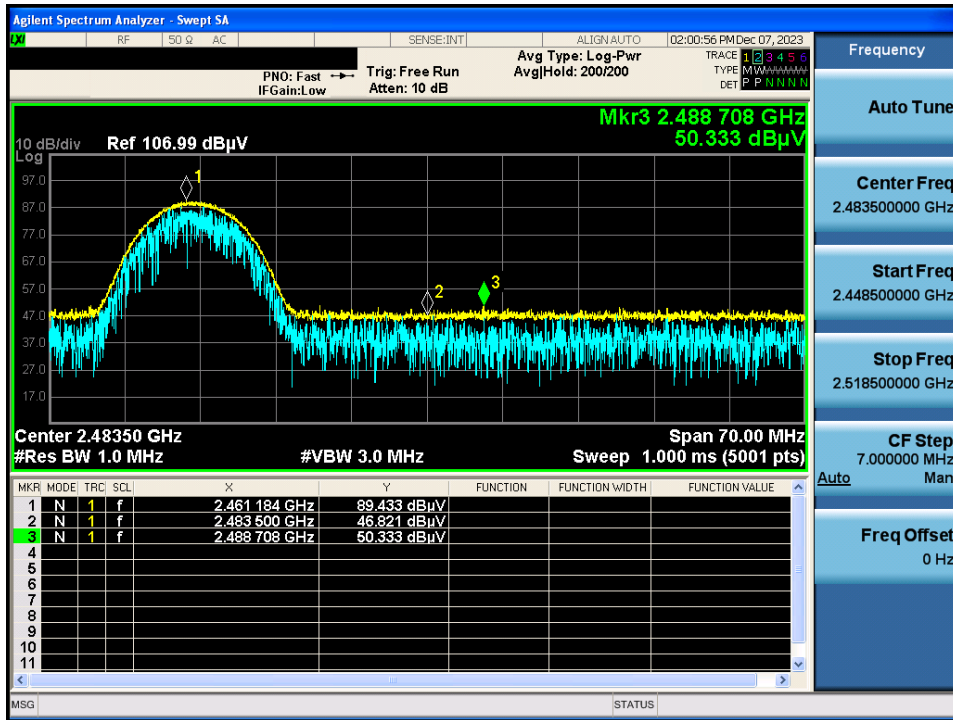 Agilent Spectrum Analyzer - Swept SA
LXI RF 50 Ω AC SENSE:INT ALIGN AUTO 02:00:56 PM Dec 07, 2023
Frequency
Avg Type: Log-Pwr
TRACE 1 2 3 4 5 6
PNO: Fast Trig: Free Run Avg|Hold: 200/200
TYPE M W
IFGain:Low Atten: 10 dB
DET P P N N N N
Auto Tune
Mkr3 2.488 708 GHz
50.333 dBµV
10 dB/div Ref 106.99 dBµV
Log
97.0
87.0
77.0
67.0
57.0
47.0
37.0
27.0
17.0
1
2
3
Center Freq
2.483500000 GHz
Start Freq
2.448500000 GHz
Stop Freq
2.518500000 GHz
Center 2.48350 GHz Span 70.00 MHz
#Res BW 1.0 MHz #VBW 3.0 MHz Sweep 1.000 ms (5001 pts)
CF Step
7.000000 MHz
Auto Man
MKR MODE TRC SCL X Y FUNCTION FUNCTION WIDTH FUNCTION VALUE
1 N 1 f 2.461 184 GHz 89.433 dBµV
2 N 1 f 2.483 500 GHz 46.821 dBµV
3 N 1 f 2.488 708 GHz 50.333 dBµV
4
5
6
7
8
9
10
11
Freq Offset
0 Hz
MSG STATUS